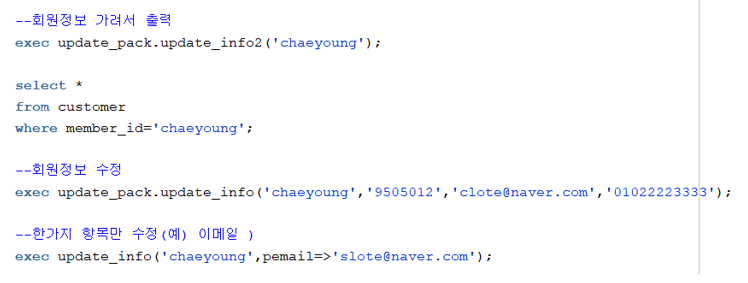 --회원정보 가려서 출력
exec update_pack.update_info2('chaeyoung');
select *
from customer
where member_id='chaeyoung';
--회원정보 수정
exec update_pack.update_info('chaeyoung','9505012','clote@naver.com','01022223333');
--한가지 항목만 수정(예) 이메일 )
exec update_info('chaeyoung',pemail=>'slote@naver.com');